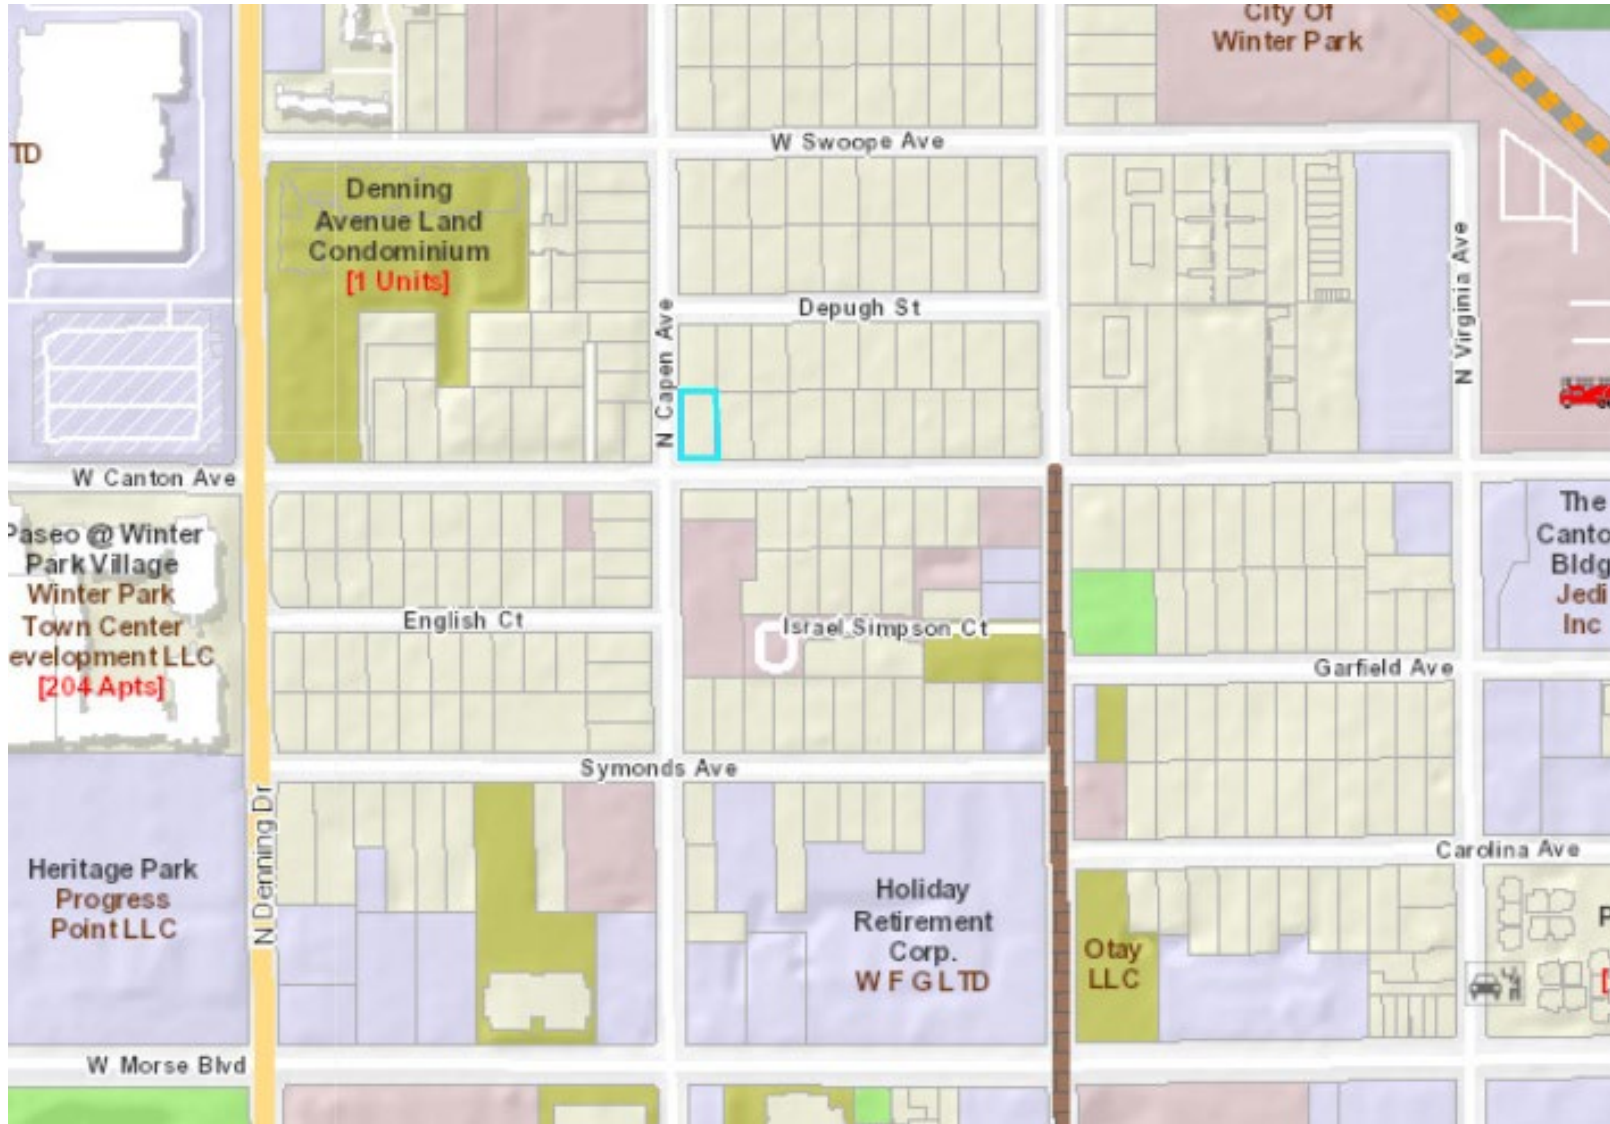 City Of
Winter Park
W Swoope Ave
TD
Denning
Avenue Land
Condominium
[1 Units]
N Virginia Ave
Depugh St
N Capen Ave
W Canton Ave
Paseo @ Winter
Park Village
Winter Park
Town Center
evelopment LLC
[204 Apts]
The
Canto
Bldg
Jedi
Inc
English Ct
Israel Simpson Ct
Garfield Ave
Symonds Ave
N Denning Dr
Carolina Ave
Heritage Park
Progress
Point LLC
Holiday
Retirement
Corp.
W F G LTD
Otay
LLC
P
[
W Morse Blvd